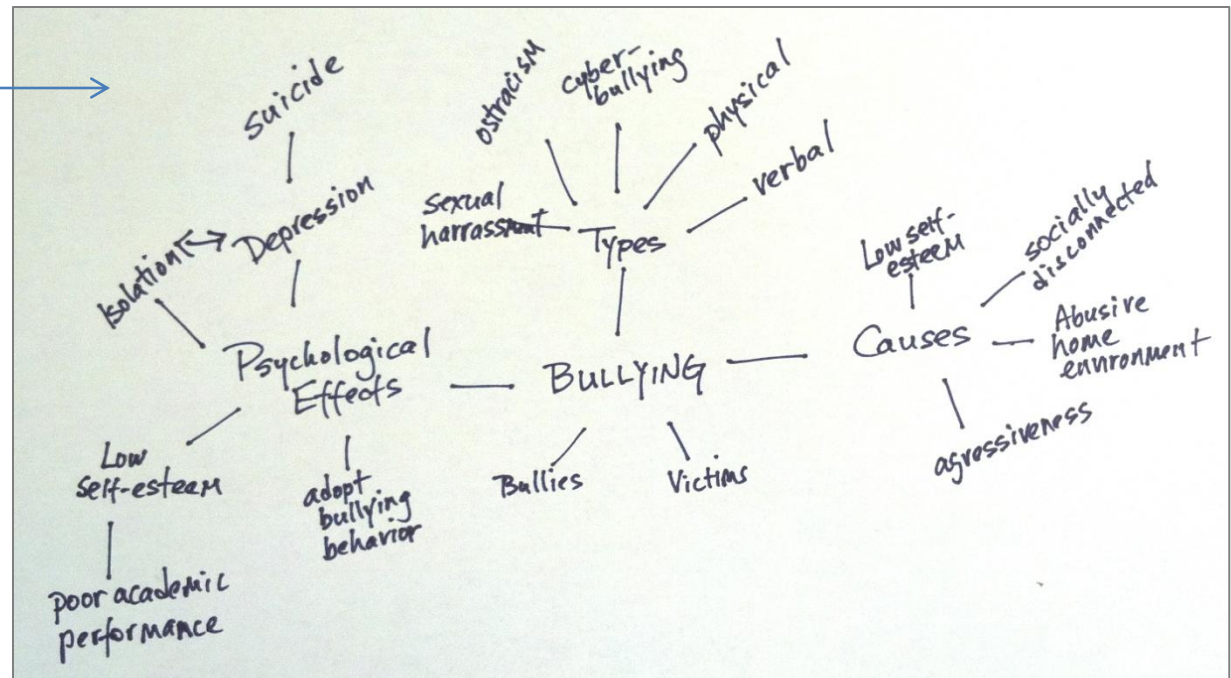 suicide
ostracism
cyber-
bullying
physical
verbal
Sexual
harrassment
Types
Isolation
Depression
Low self-
esteem
socially
disconnected
Psychological
Effects
BULLYING
Causes
Abusive
home
environment
Low
self-esteem
adopt
bullying
behavior
Bullies
Victims
agressiveness
poor academic
performance